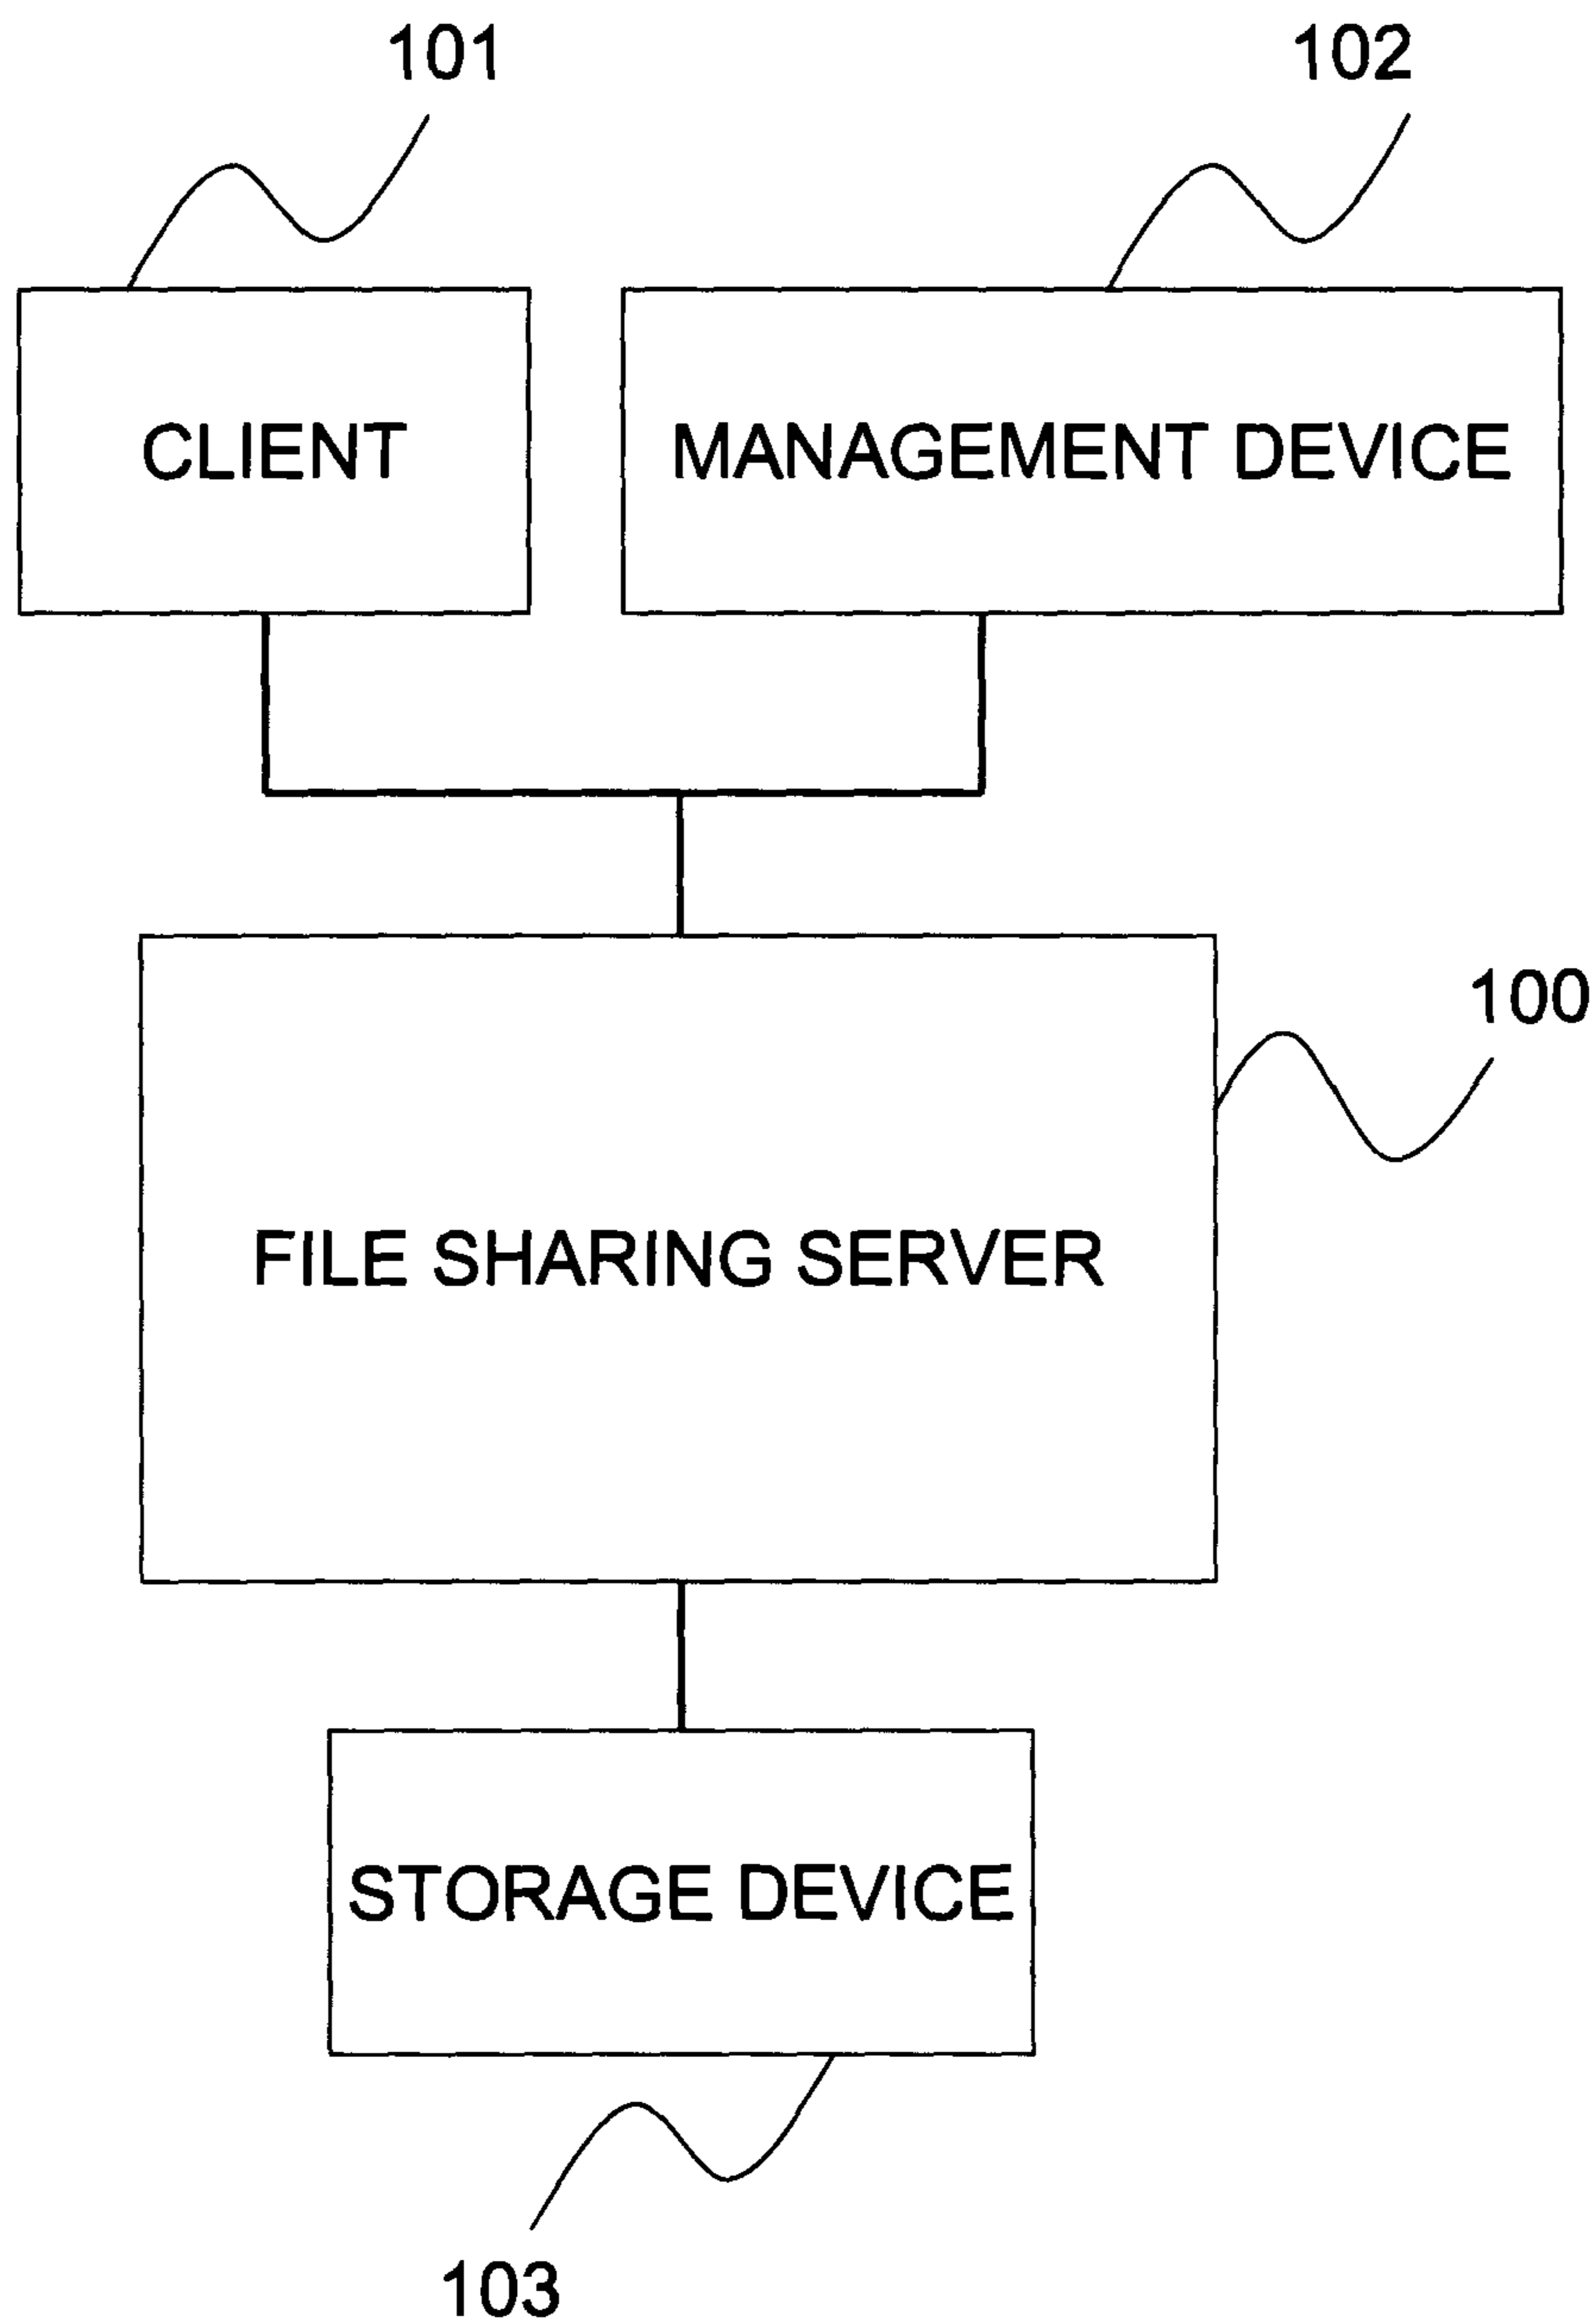 101
102
CLIENT
MANAGEMENT DEVICE
100
FILE SHARING SERVER
STORAGE DEVICE
103